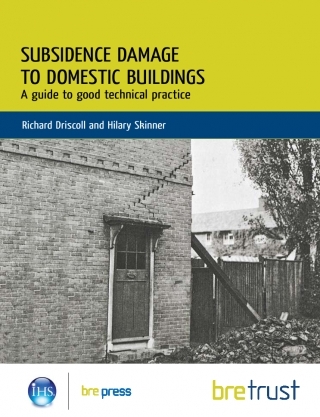 SUBSIDENCE DAMAGE
TO DOMESTIC BUILDINGS
A guide to good technical practice
Richard Driscoll and Hilary Skinner
IHS
bre press
bretrust